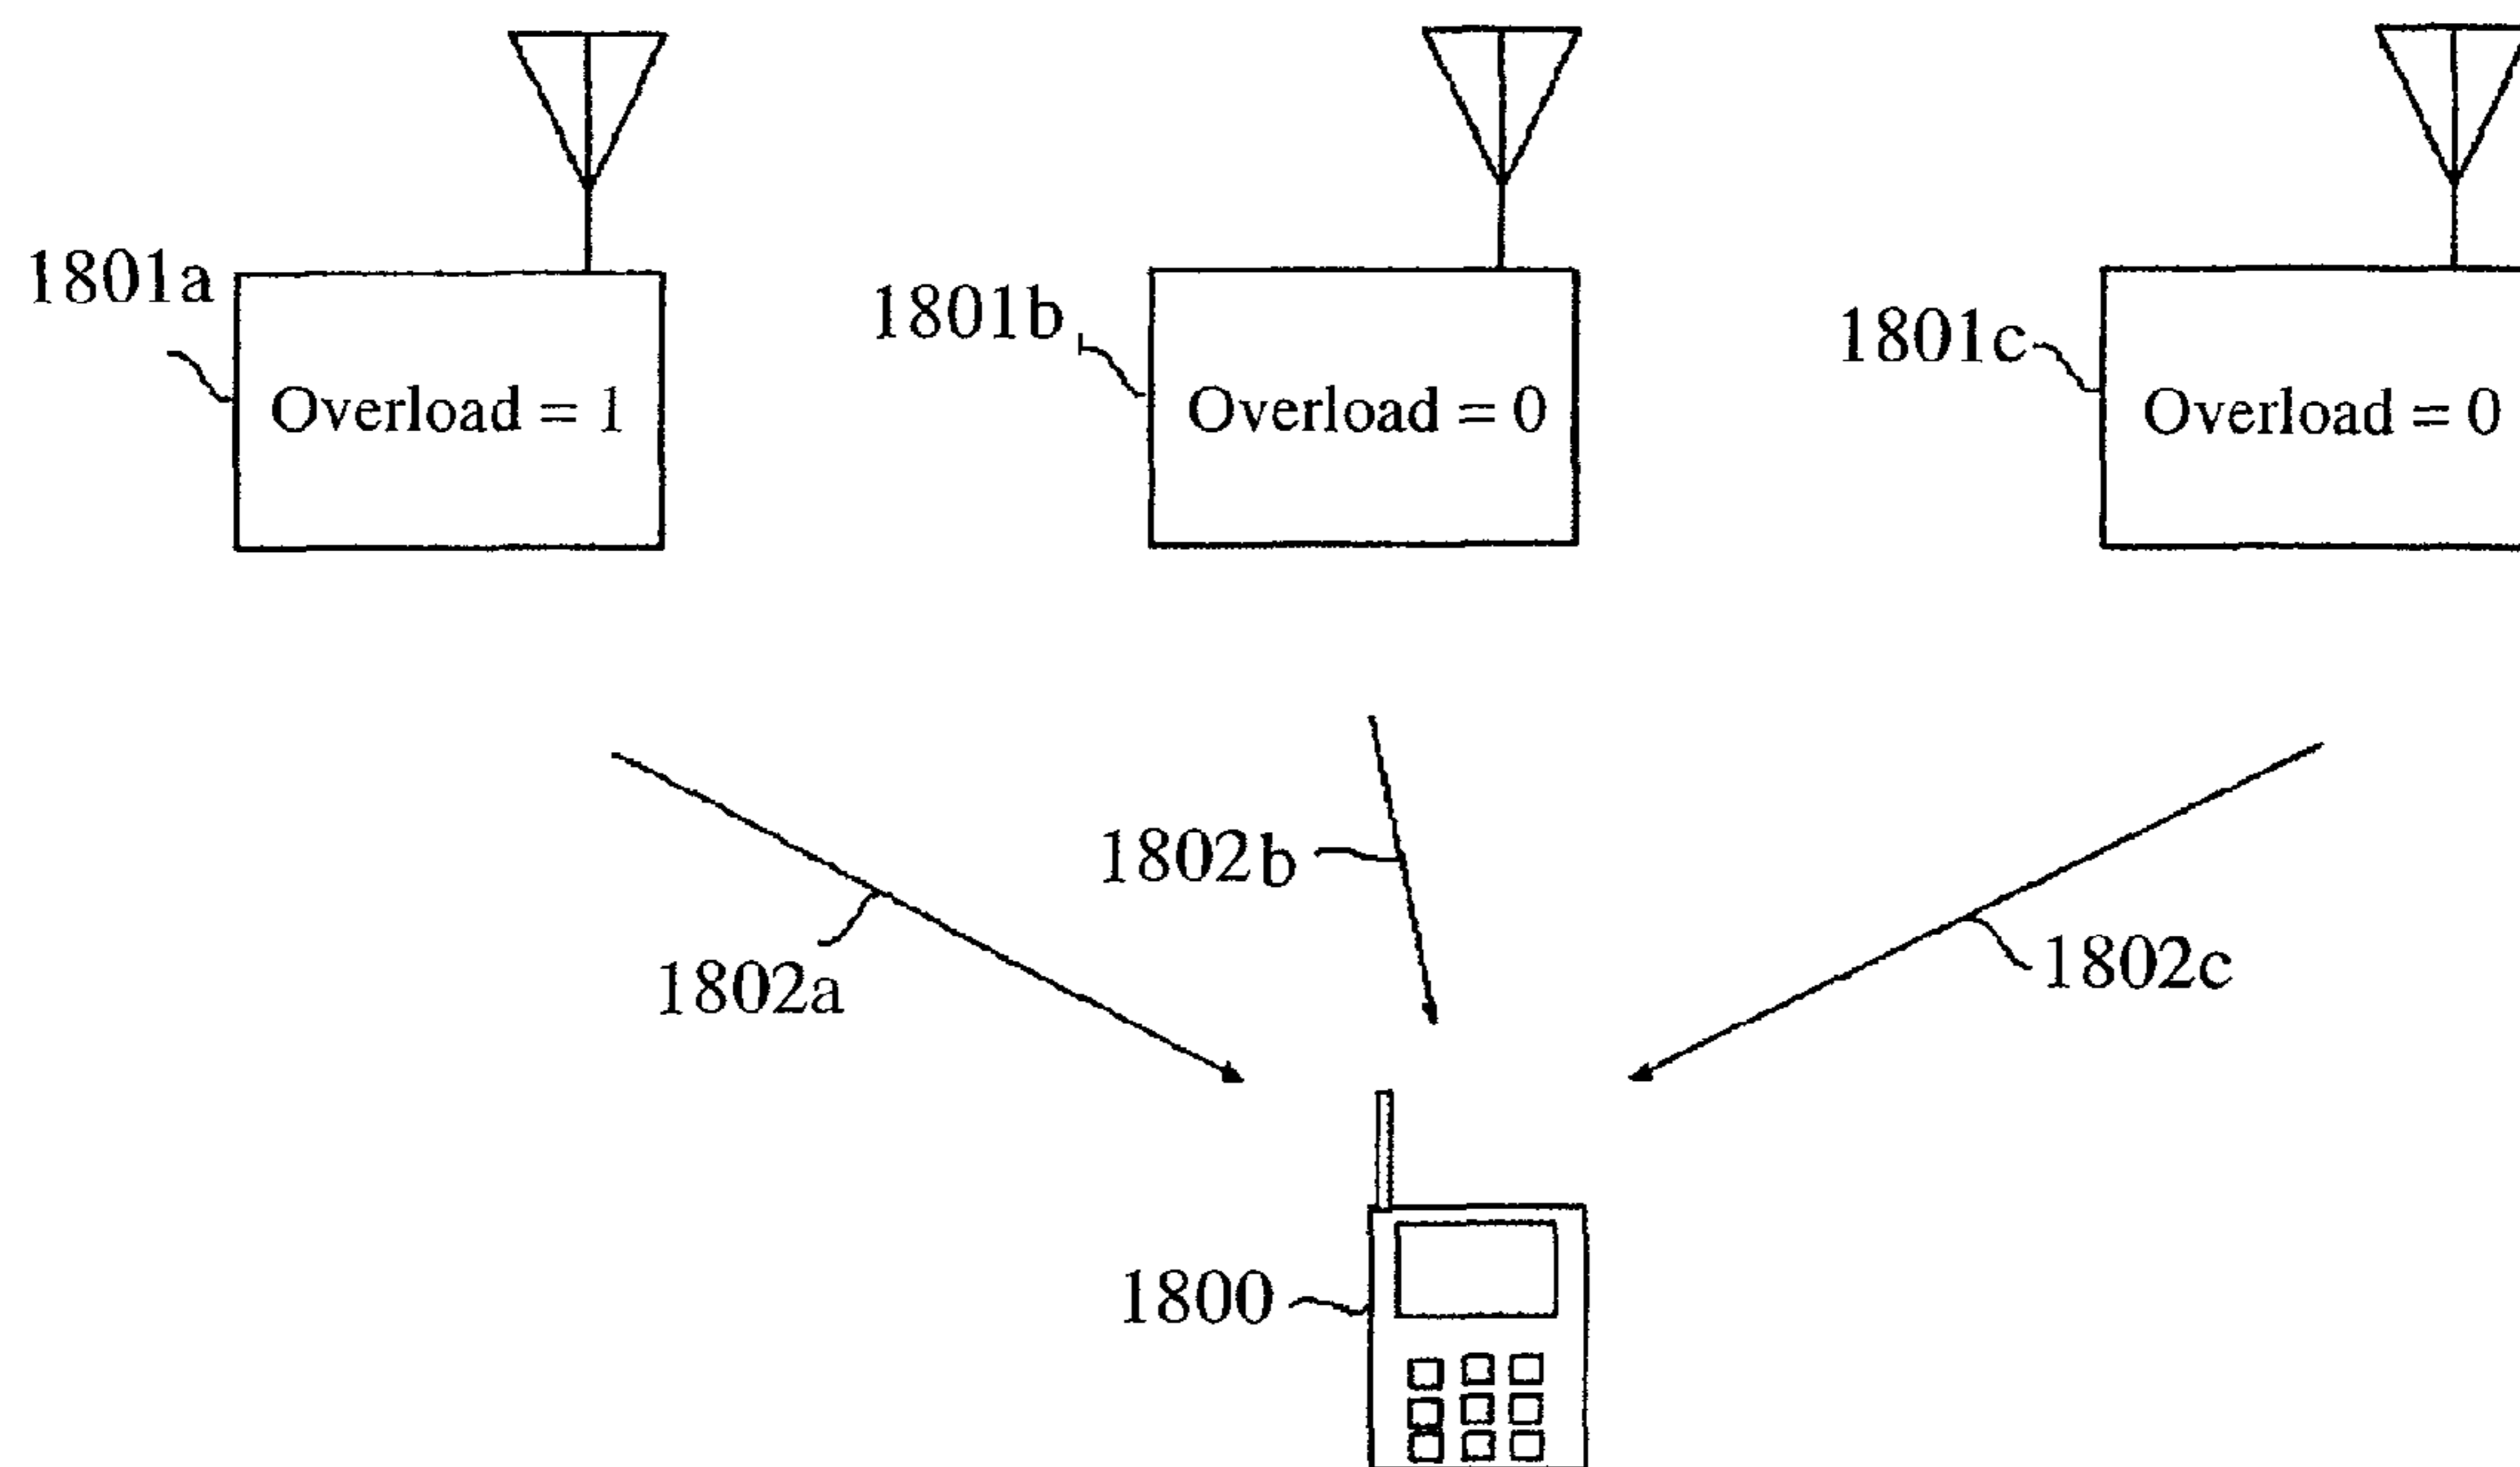 1801a
Overload = 1
1801b
Overload = 0
1801c
Overload = 0
1802a
1802b
1802c
1800